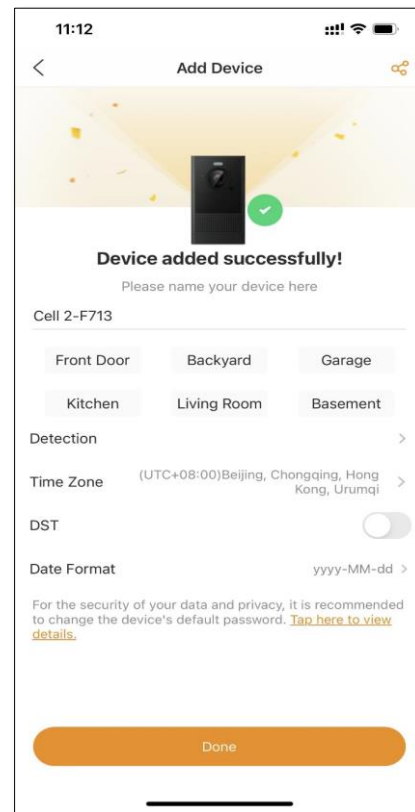 11:12
Add Device
Device added successfully!
Please name your device here
Cell 2-F713
Front Door Backyard Garage
Kitchen Living Room Basement
Detection
Time Zone (UTC+08:00)Beijing, Chongqing, Hong
Kong, Urumqi
DST
Date Format yyyy-MM-dd
For the security of your data and privacy, it is recommended
to change the device's default password. Tap here to view
details.
Done